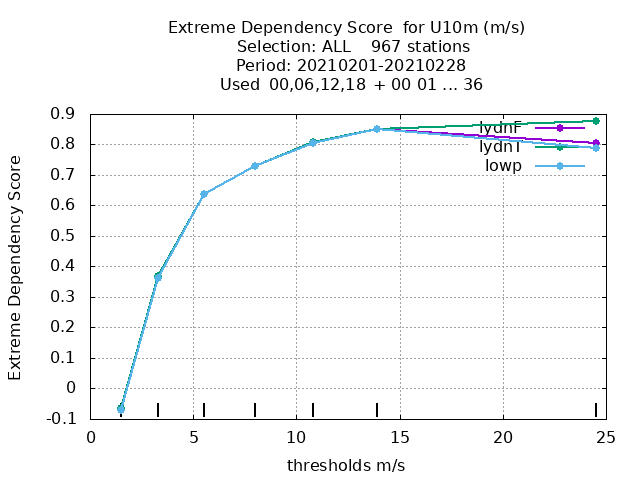 Extreme Dependency Score  for U10m (m/s)
Selection: ALL    967 stations
Period: 20210201-20210228
Used  00,06,12,18  + 00 01 ... 36
Extreme Dependency Score
0.9
0.8
0.7
0.6
0.5
0.4
0.3
0.2
0.1
0
-0.1
0 5 10 15 20 25
thresholds m/s
lydnF
lydnT
lowp